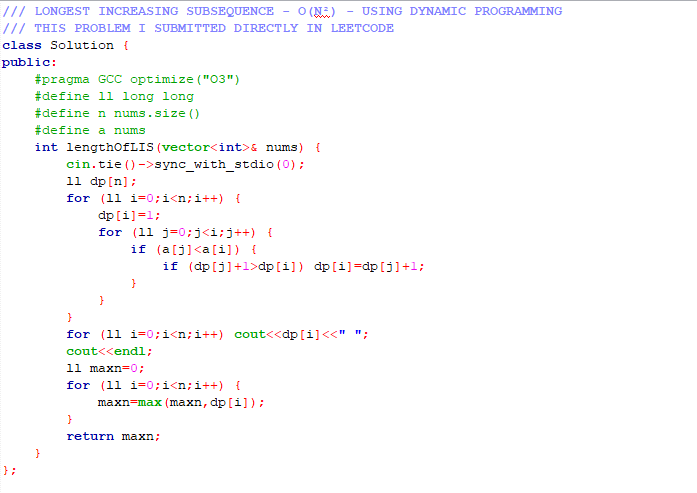 /// LONGEST INCREASING SUBSEQUENCE - O(N²) - USING DYNAMIC PROGRAMMING
/// THIS PROBLEM I SUBMITTED DIRECTLY IN LEETCODE
class Solution {
public:
    #pragma GCC optimize("O3")
    #define ll long long
    #define n nums.size()
    #define a nums
    int lengthOfLIS(vector<int>& nums) {
        cin.tie()->sync_with_stdio(0);
        ll dp[n];
        for (ll i=0;i<n;i++) {
            dp[i]=1;
            for (ll j=0;j<i;j++) {
                if (a[j]<a[i]) {
                    if (dp[j]+1>dp[i]) dp[i]=dp[j]+1;
                }
            }
        }
        for (ll i=0;i<n;i++) cout<<dp[i]<<" ";
        cout<<endl;
        ll maxn=0;
        for (ll i=0;i<n;i++) {
            maxn=max(maxn,dp[i]);
        }
        return maxn;
    }
};